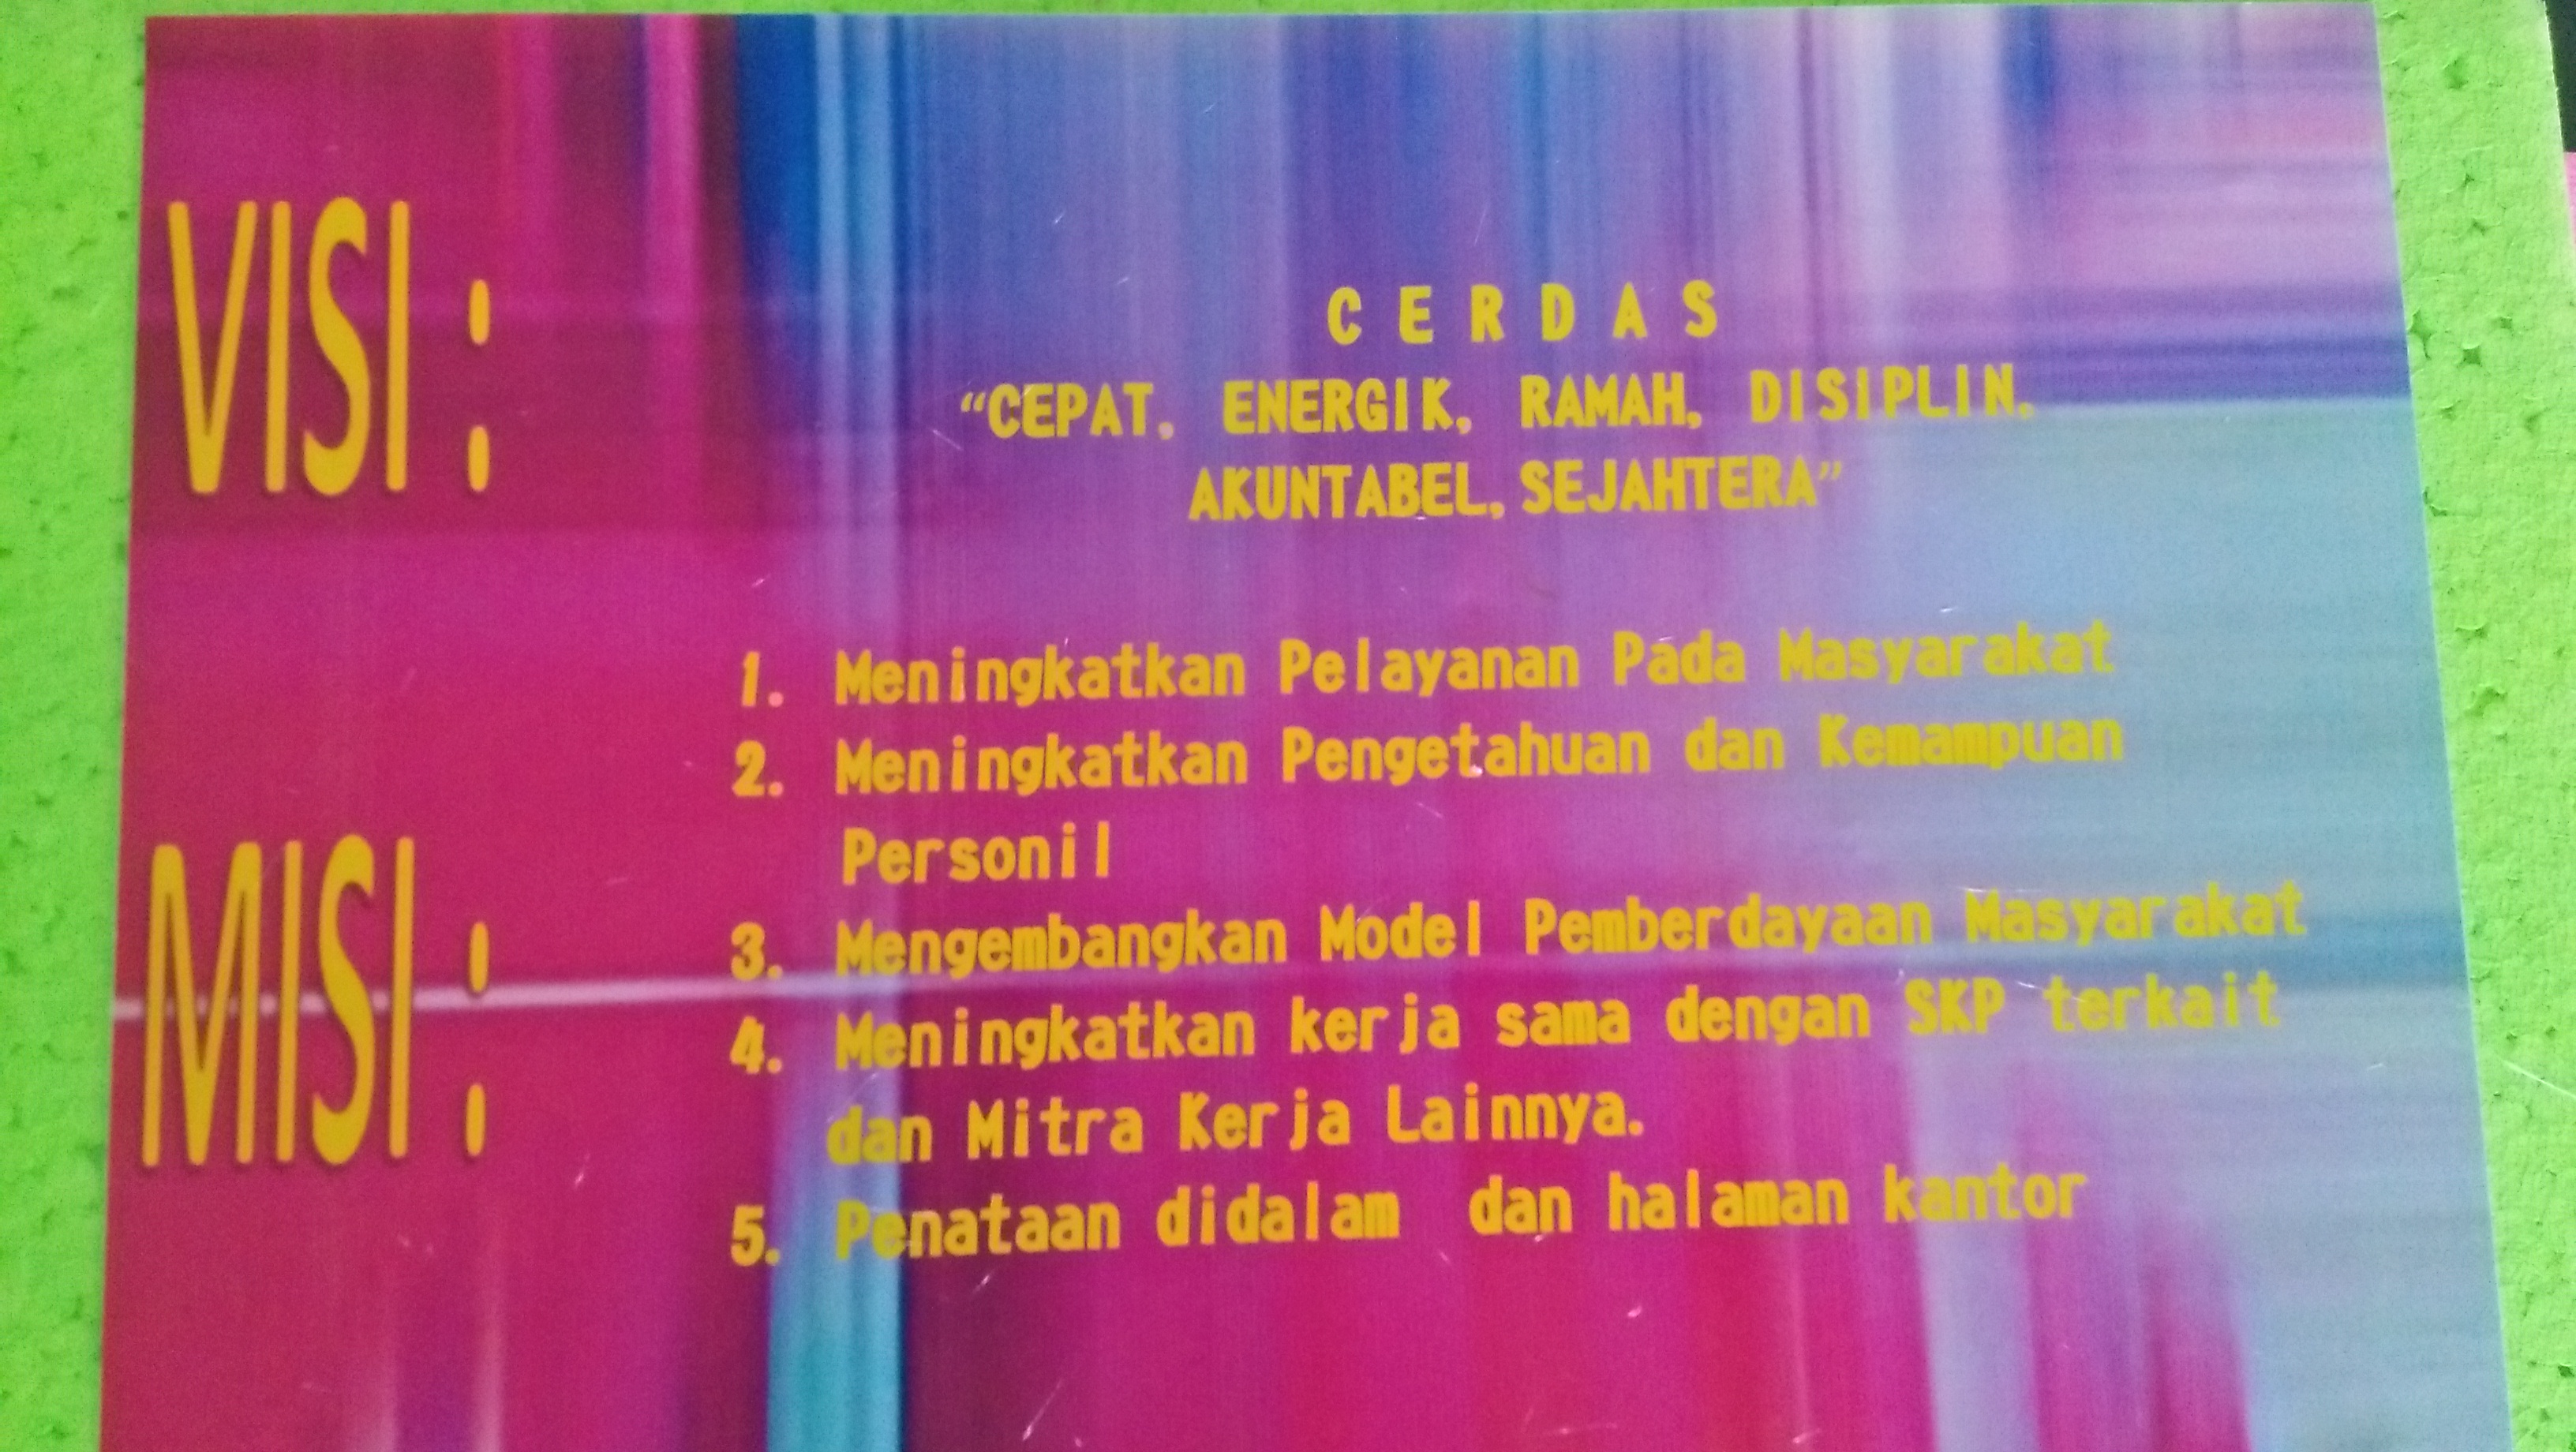 VISI :
C E R D A S
“CEPAT, ENERGIK, RAMAH, DISIPLIN,
AKUNTABEL, SEJAHTERA”
MISI :
1. Meningkatkan Pelayanan Pada Masyarakat
2. Meningkatkan Pengetahuan dan Kemampuan
Personil
3. Mengembangkan Model Pemberdayaan Masyarakat
4. Meningkatkan kerja sama dengan SKP terkait
dan Mitra Kerja Lainnya.
5. Penataan didalam dan halaman kantor